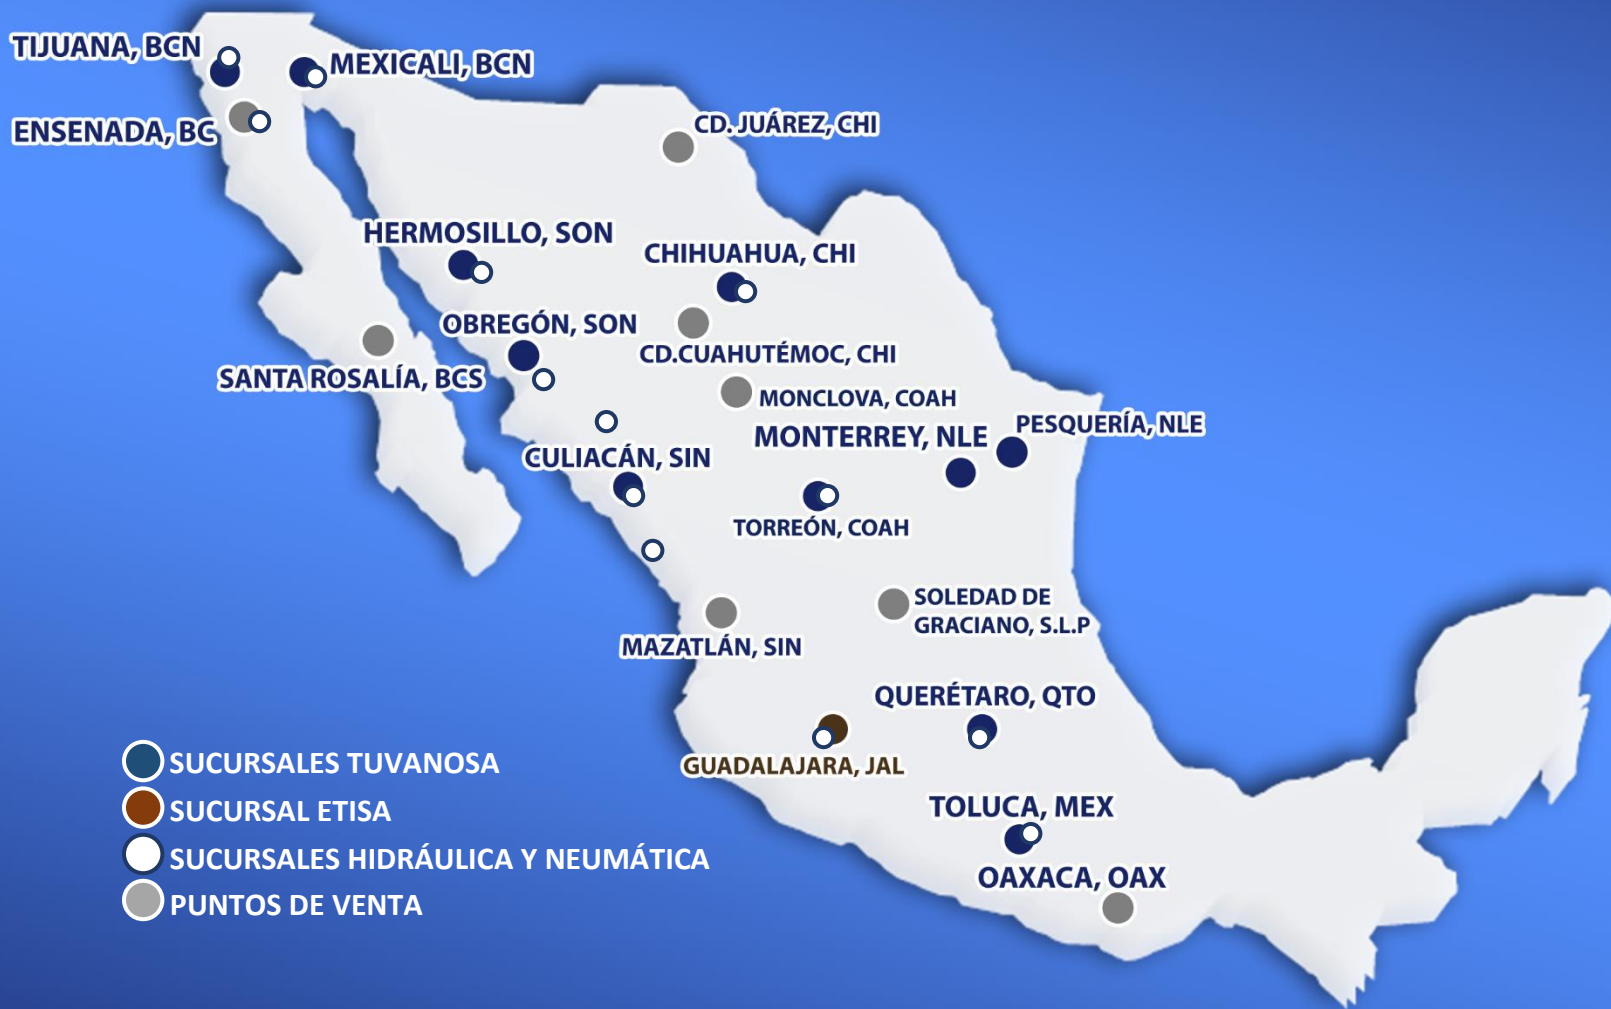 TIJUANA, BCN
MEXICALI, BCN
ENSENADA, BC
CD. JUÁREZ, CHI
HERMOSILLO, SON
CHIHUAHUA, CHI
OBREGÓN, SON
CD.CUAHUTÉMOC, CHI
SANTA ROSALÍA, BCS
MONCLOVA, COAH
PESQUERÍA, NLE
MONTERREY, NLE
CULIACÁN, SIN
TORREÓN, COAH
SOLEDAD DE
GRACIANO, S.L.P
MAZATLÁN, SIN
QUERÉTARO, QTO
GUADALAJARA, JAL
TOLUCA, MEX
OAXACA, OAX
SUCURSALES TUVANOSA
SUCURSAL ETISA
SUCURSALES HIDRÁULICA Y NEUMÁTICA
PUNTOS DE VENTA